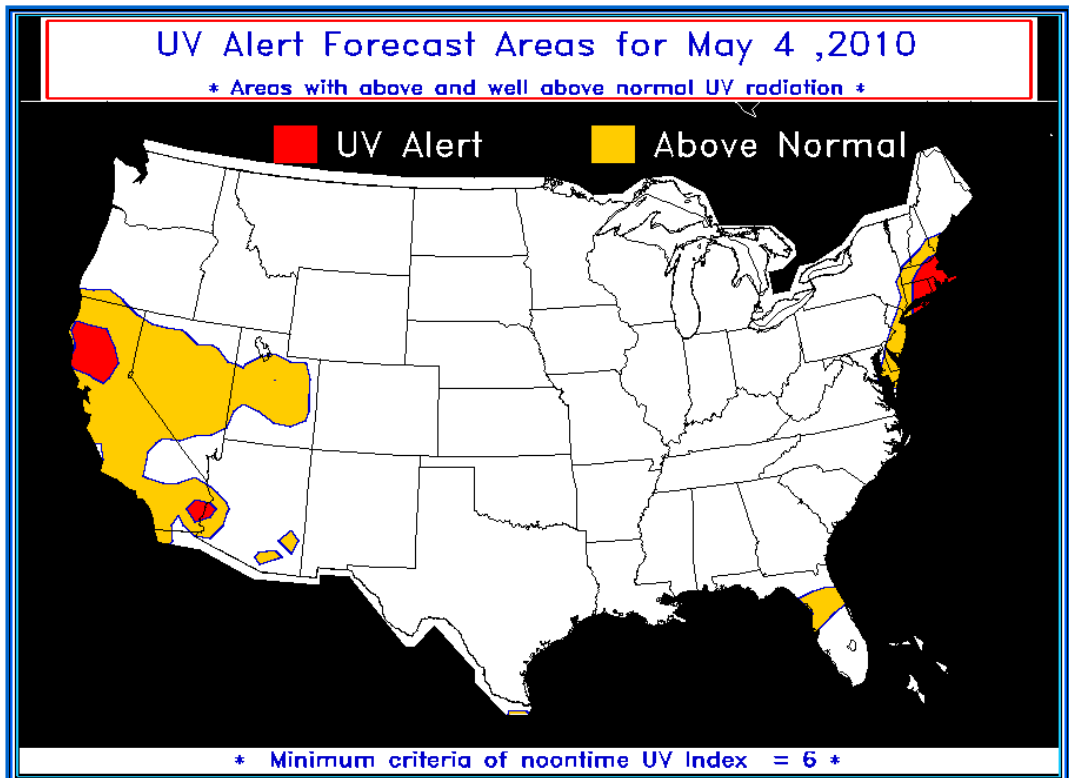 UV Alert Forecast Areas for May 4 ,2010
* Areas with above and well above normal UV radiation *
UV Alert
Above Normal
* Minimum criteria of noontime UV Index = 6 *